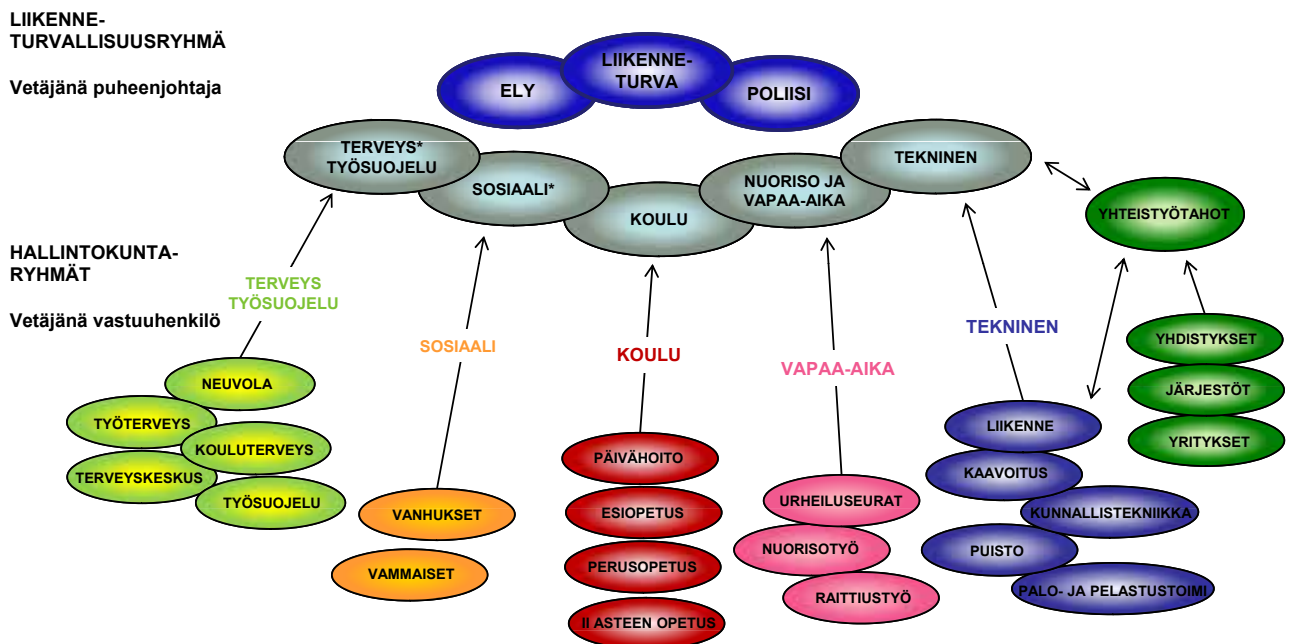 LIIKENNE-
TURVALLISUUSRYHMÄ
Vetäjänä puheenjohtaja
ELY
LIIKENNE-
TURVA
POLIISI
TERVEYS*
TYÖSUOJELU
SOSIAALI*
KOULU
NUORISO JA
VAPAA-AIKA
TEKNINEN
YHTEISTYÖTAHOT
HALLINTOKUNTA-
RYHMÄT
Vetäjänä vastuuhenkilö
TERVEYS
TYÖSUOJELU
SOSIAALI
KOULU
VAPAA-AIKA
TEKNINEN
NEUVOLA
TYÖTERVEYS
KOULUTERVEYS
TERVEYSKESKUS
TYÖSUOJELU
VANHUKSET
VAMMAISET
PÄIVÄHOITO
ESIOPETUS
PERUSOPETUS
II ASTEEN OPETUS
URHEILUSEURAT
NUORISOTYÖ
RAITTIUSTYÖ
LIIKENNE
KAAVOITUS
KUNNALLISTEKNIIKKA
PUISTO
PALO- JA PELASTUSTOIMI
YHDISTYKSET
JÄRJESTÖT
YRITYKSET